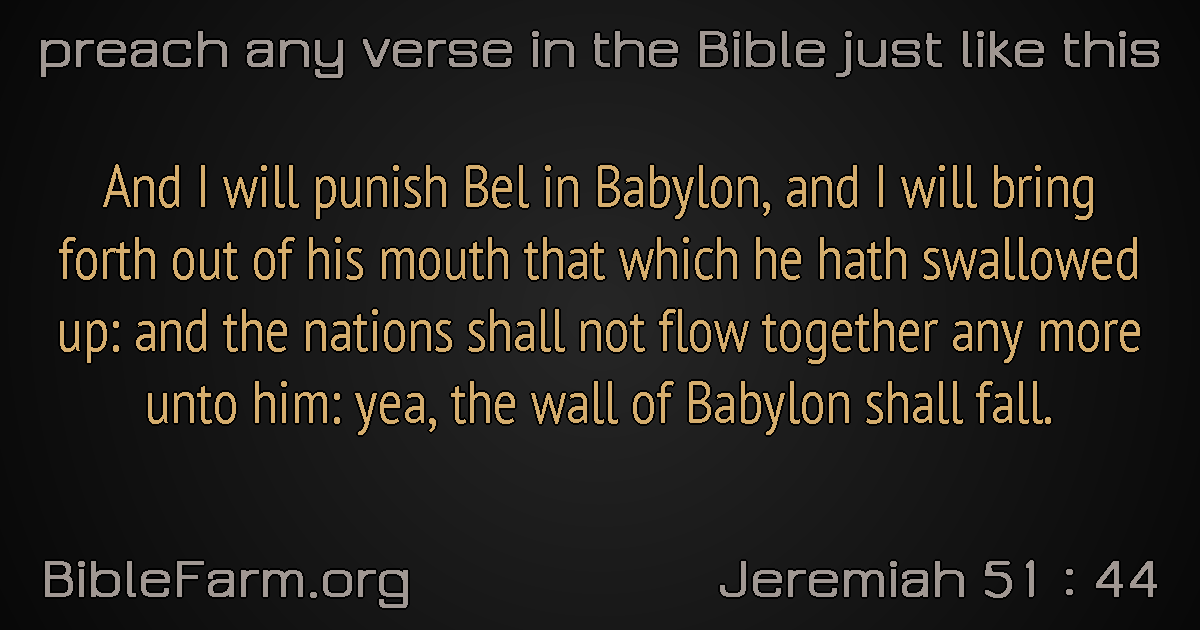 preach any verse in the Bible just like this
And I will punish Bel in Babylon, and I will bring
forth out of his mouth that which he hath swallowed
up: and the nations shall not flow together any more
unto him: yea, the wall of Babylon shall fall.
BibleFarm.org
Jeremiah 51 : 44